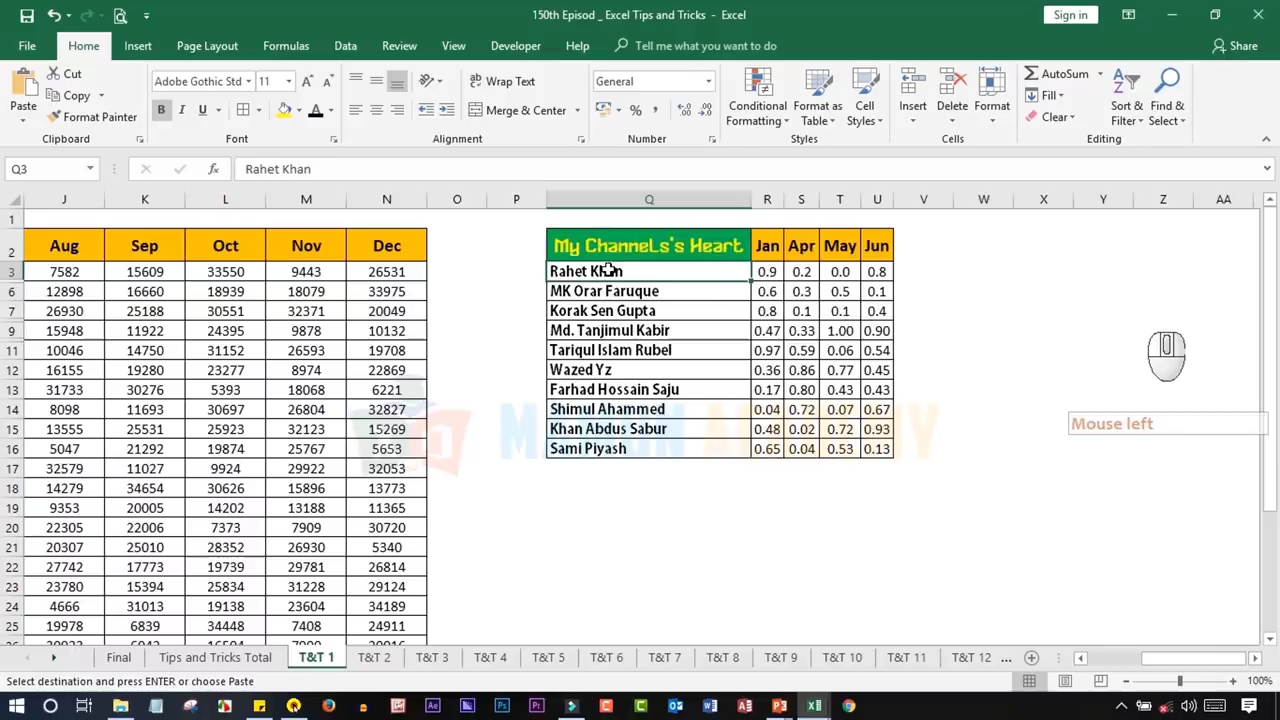 150th Episod _ Excel Tips and Tricks - Excel
Sign in
File Home Insert Page Layout Formulas Data Review View Developer Help Tell me what you want to do Share
Paste Cut Copy Format Painter
Clipboard
Adobe Gothic Std 11
B I U
Font
Wrap Text
Merge & Center
Alignment
General
Number
Conditional Formatting Format as Table Cell Styles
Styles
Insert Delete Format
Cells
AutoSum Fill Clear Sort & Filter Find & Select
Editing
Q3 fx Rahet Khan
J K L M N O P Q R S T U V W X Y Z AA
1
2 Aug Sep Oct Nov Dec My Channels's Heart Jan Apr May Jun
3 7582 15609 33550 9443 26531 Rahet Khan 0.9 0.2 0.0 0.8
6 12898 16660 18939 18079 33975 MK Orar Faruque 0.6 0.3 0.5 0.1
7 26930 25188 30551 32371 20049 Korak Sen Gupta 0.8 0.1 0.1 0.4
9 15948 11922 24395 9878 10132 Md. Tanjimul Kabir 0.47 0.33 1.00 0.90
11 10046 14750 31152 26593 19708 Tariqul Islam Rubel 0.97 0.59 0.06 0.54
12 16155 19280 23277 8974 22869 Wazed Yz 0.36 0.86 0.77 0.45
13 31733 30276 5393 18068 6221 Farhad Hossain Saju 0.17 0.80 0.43 0.43
14 8098 11693 30697 26804 32827 Shimul Ahammed 0.04 0.72 0.07 0.67
15 13555 25531 25923 32123 15269 Khan Abdus Sabur 0.48 0.02 0.72 0.93
16 5047 21292 19874 25767 5653 Sami Piyash 0.65 0.04 0.53 0.13
17 32579 11027 9924 29922 32053
18 14279 34654 30626 15896 13773
19 9353 20005 14202 13188 11365
20 22305 22006 7373 7909 30720
21 20307 25010 28352 26930 5340
22 27742 17773 19739 29781 26814
23 23780 15394 25834 31228 29124
24 4666 31013 19138 23604 34189
25 19978 6839 34448 7408 24911
Mouse left
Final Tips and Tricks Total T&T 1 T&T 2 T&T 3 T&T 4 T&T 5 T&T 6 T&T 7 T&T 8 T&T 9 T&T 10 T&T 11 T&T 12 ...
Select destination and press ENTER or choose Paste 100%